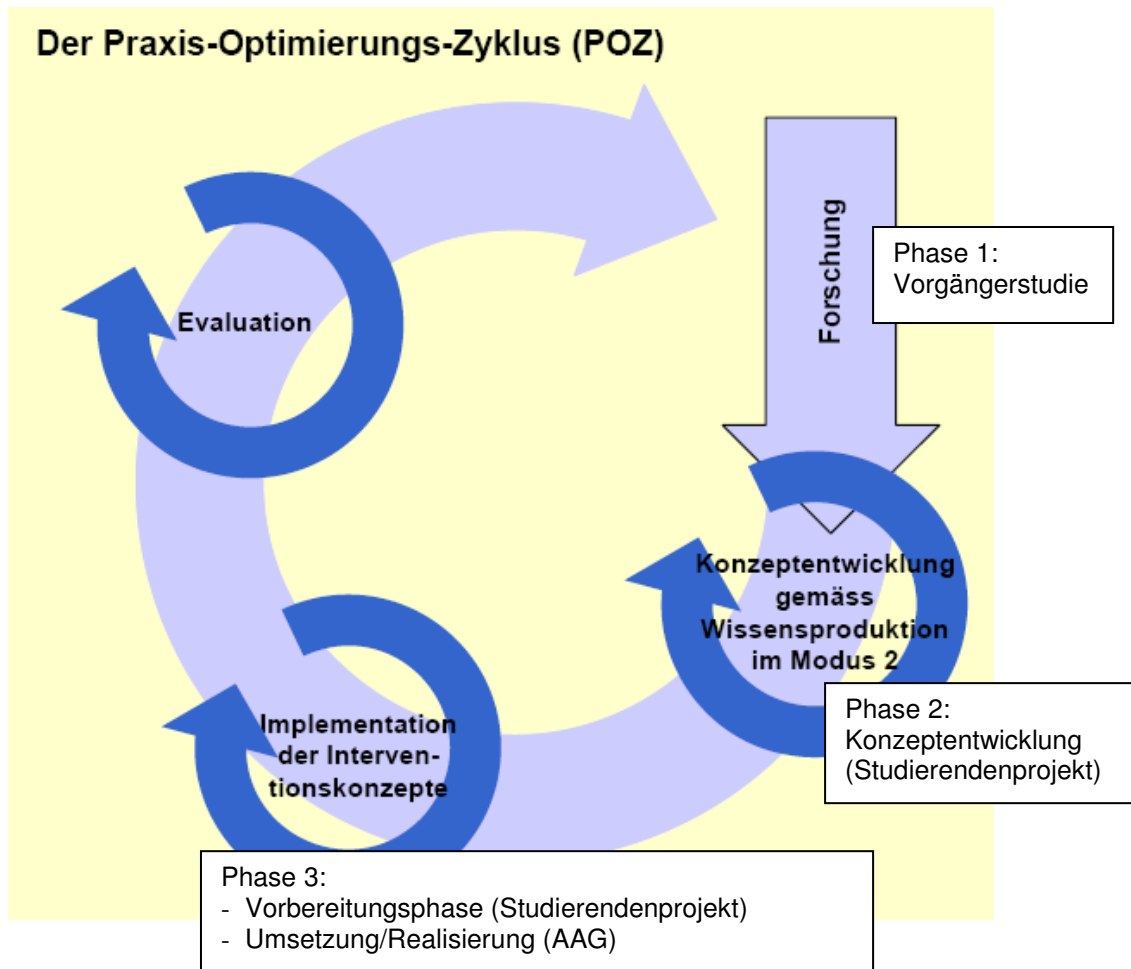 Der Praxis-Optimierungs-Zyklus (POZ)
Forschung
Phase 1:
Vorgängerstudie
Evaluation
Konzeptentwicklung
gemäss
Wissensproduktion
im Modus 2
Phase 2:
Konzeptentwicklung
(Studierendenprojekt)
Implementation
der Interven-
tionskonzepte
Phase 3:
- Vorbereitungsphase (Studierendenprojekt)
- Umsetzung/Realisierung (AAG)